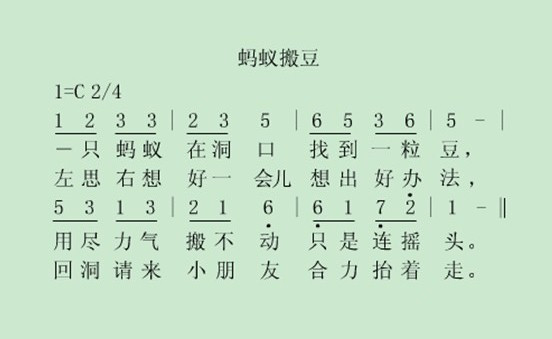 蚂蚁搬豆
1=C 2/4
1 2 3 3 | 2 3 5 | 6 5 3 6 | 5 - |
一只 蚂蚁 在洞 口 找到 一粒 豆，
左思 右想 好一 会儿 想出 好办 法，
5 3 1 3 | 2 1 6̣ | 6̣ 1 7̣ 2 | 1 - ‖
用尽 力气 搬不 动 只是 连摇 头。
回洞 请来 小朋 友 合力 抬着 走。